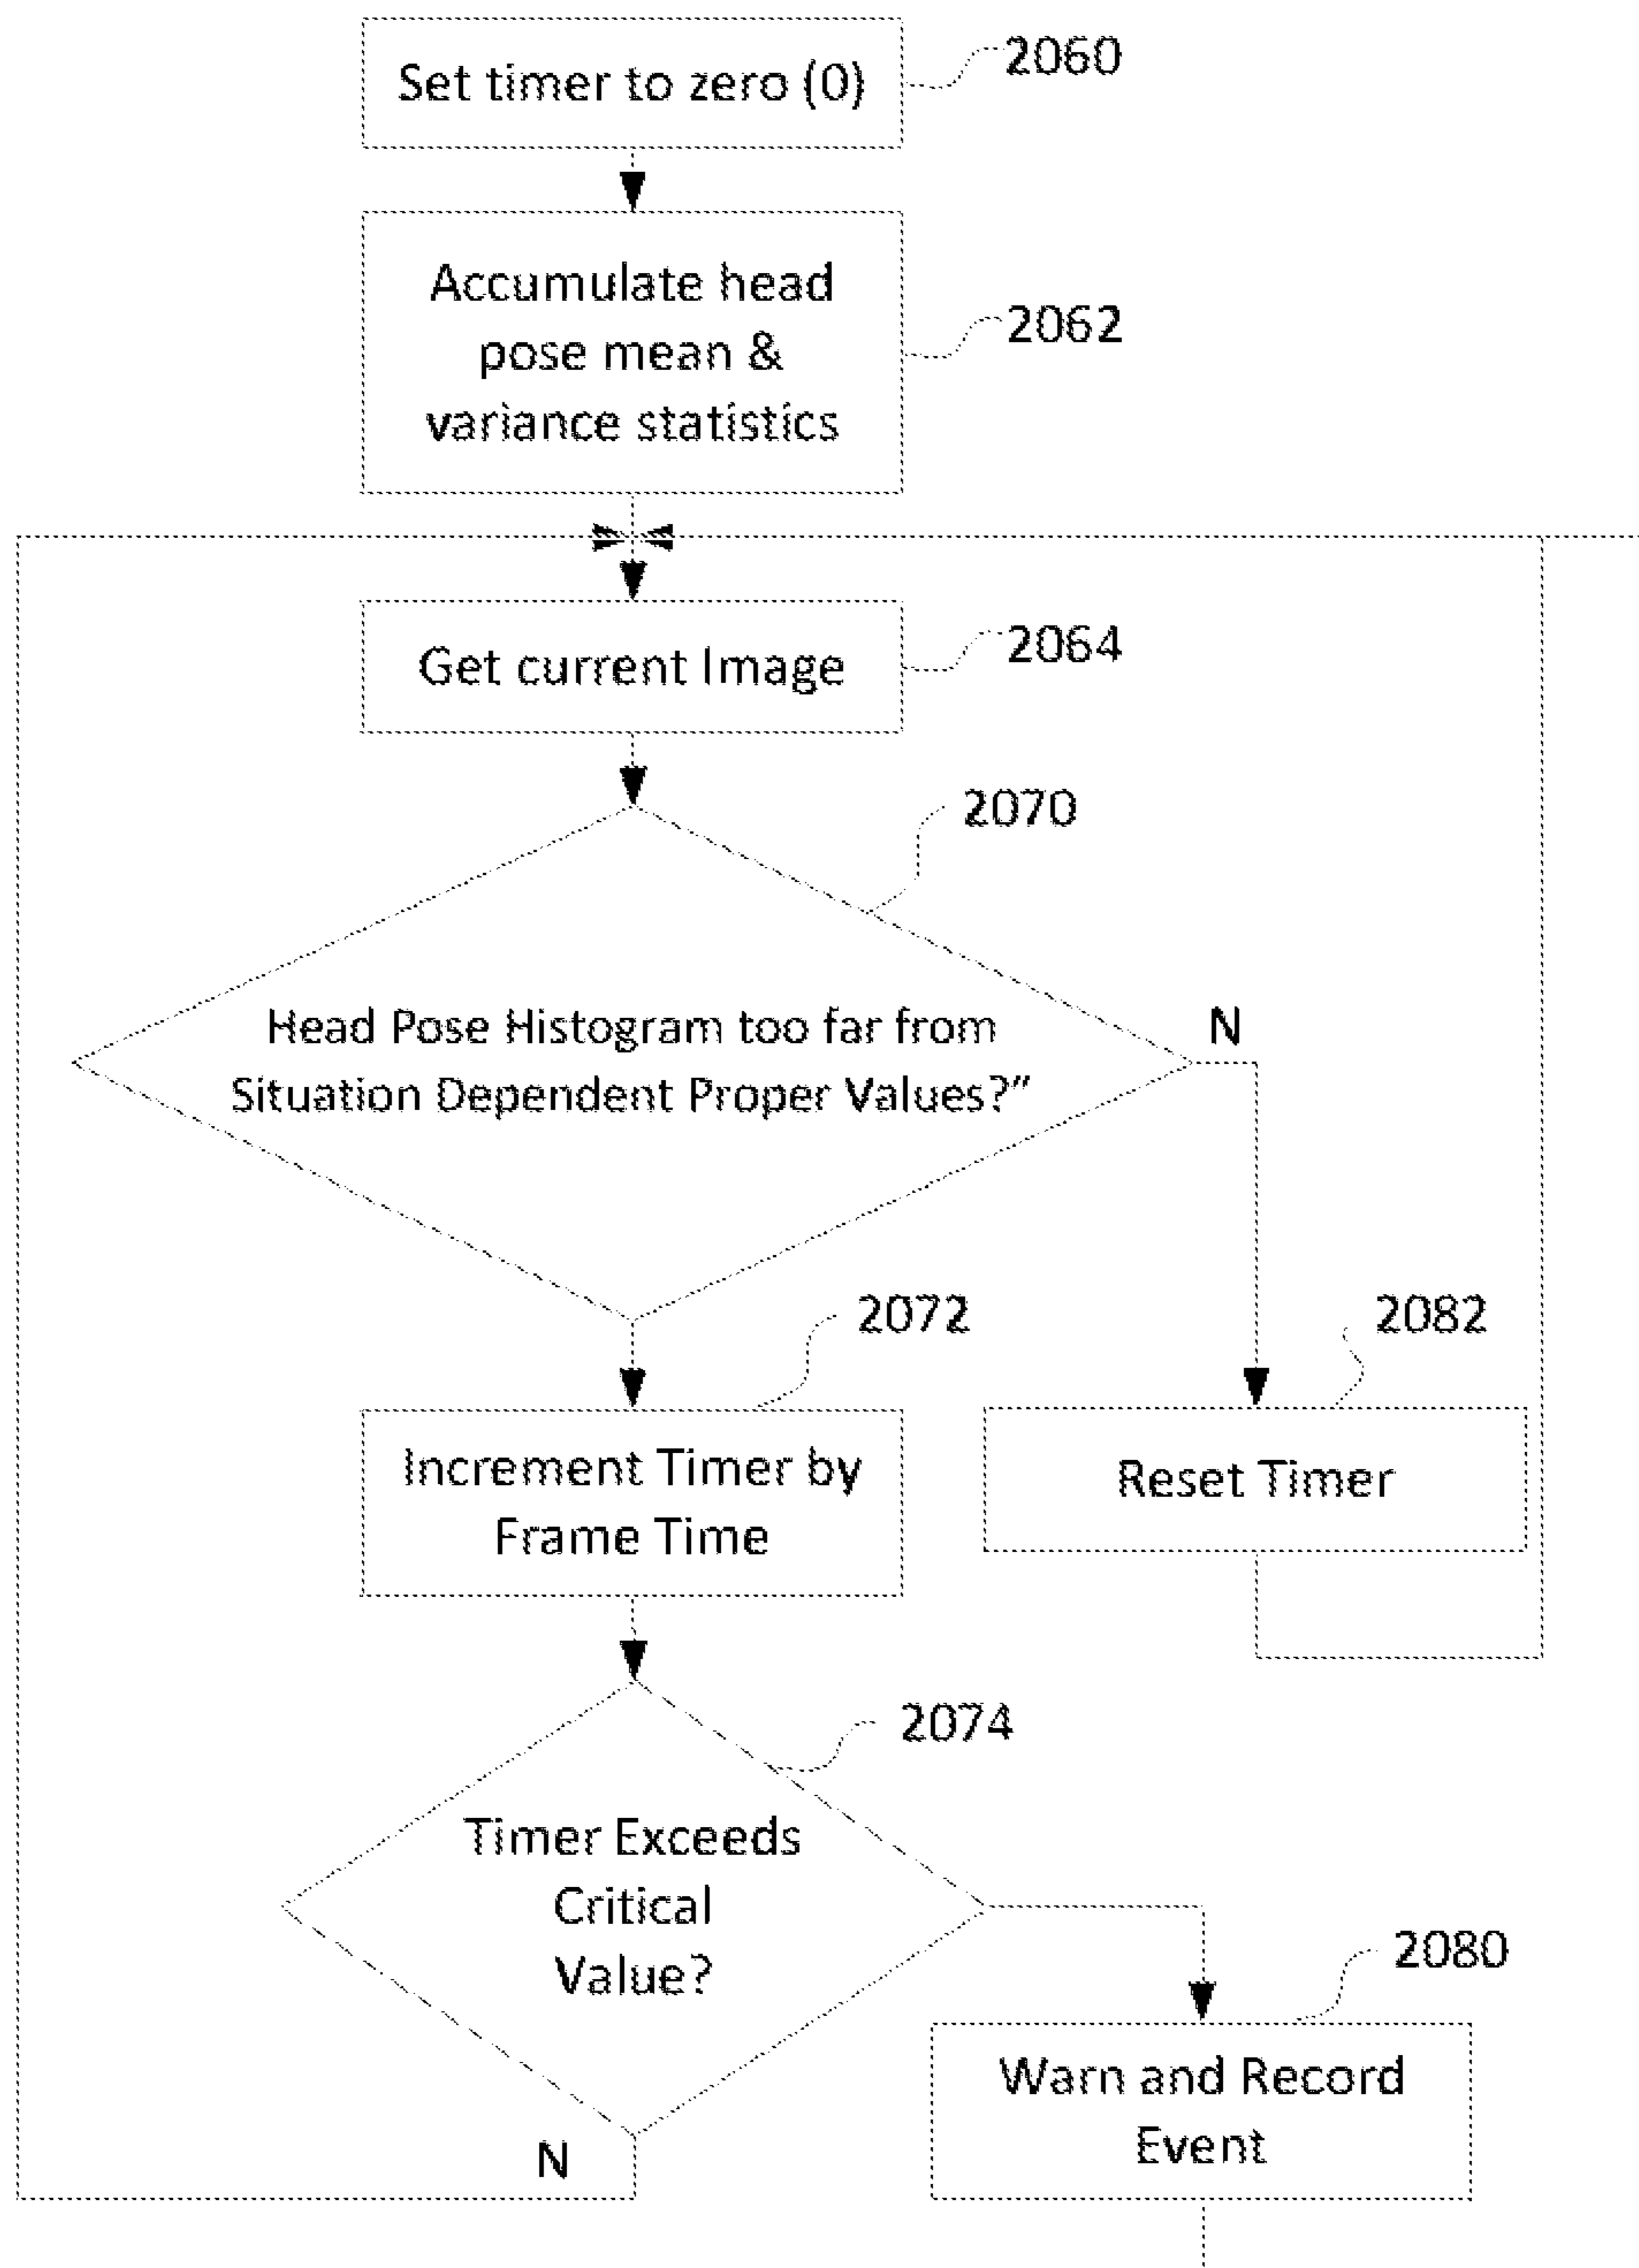 Set timer to zero (0)
2060
Accumulate head
pose mean &
variance statistics
2062
Get current Image
2064
2070
Head Pose Histogram too far from
Situation Dependent Proper Values?”
N
2072
Increment Timer by
Frame Time
2082
Reset Timer
2074
Timer Exceeds
Critical
Value?
N
2080
Warn and Record
Event